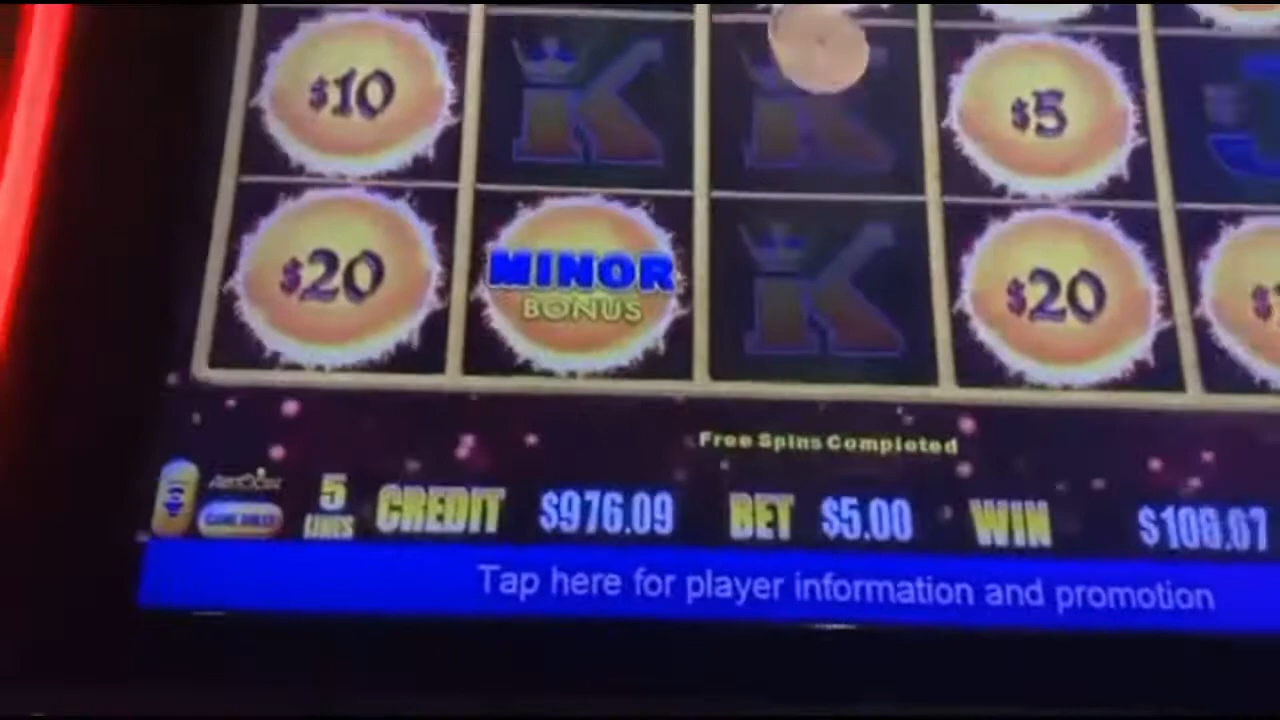 $10 K K $5 J
$20 MINOR BONUS K $20
Free Spins Completed
5 LINES CREDIT $976.09 BET $5.00 WIN
Tap here for player information and promotion